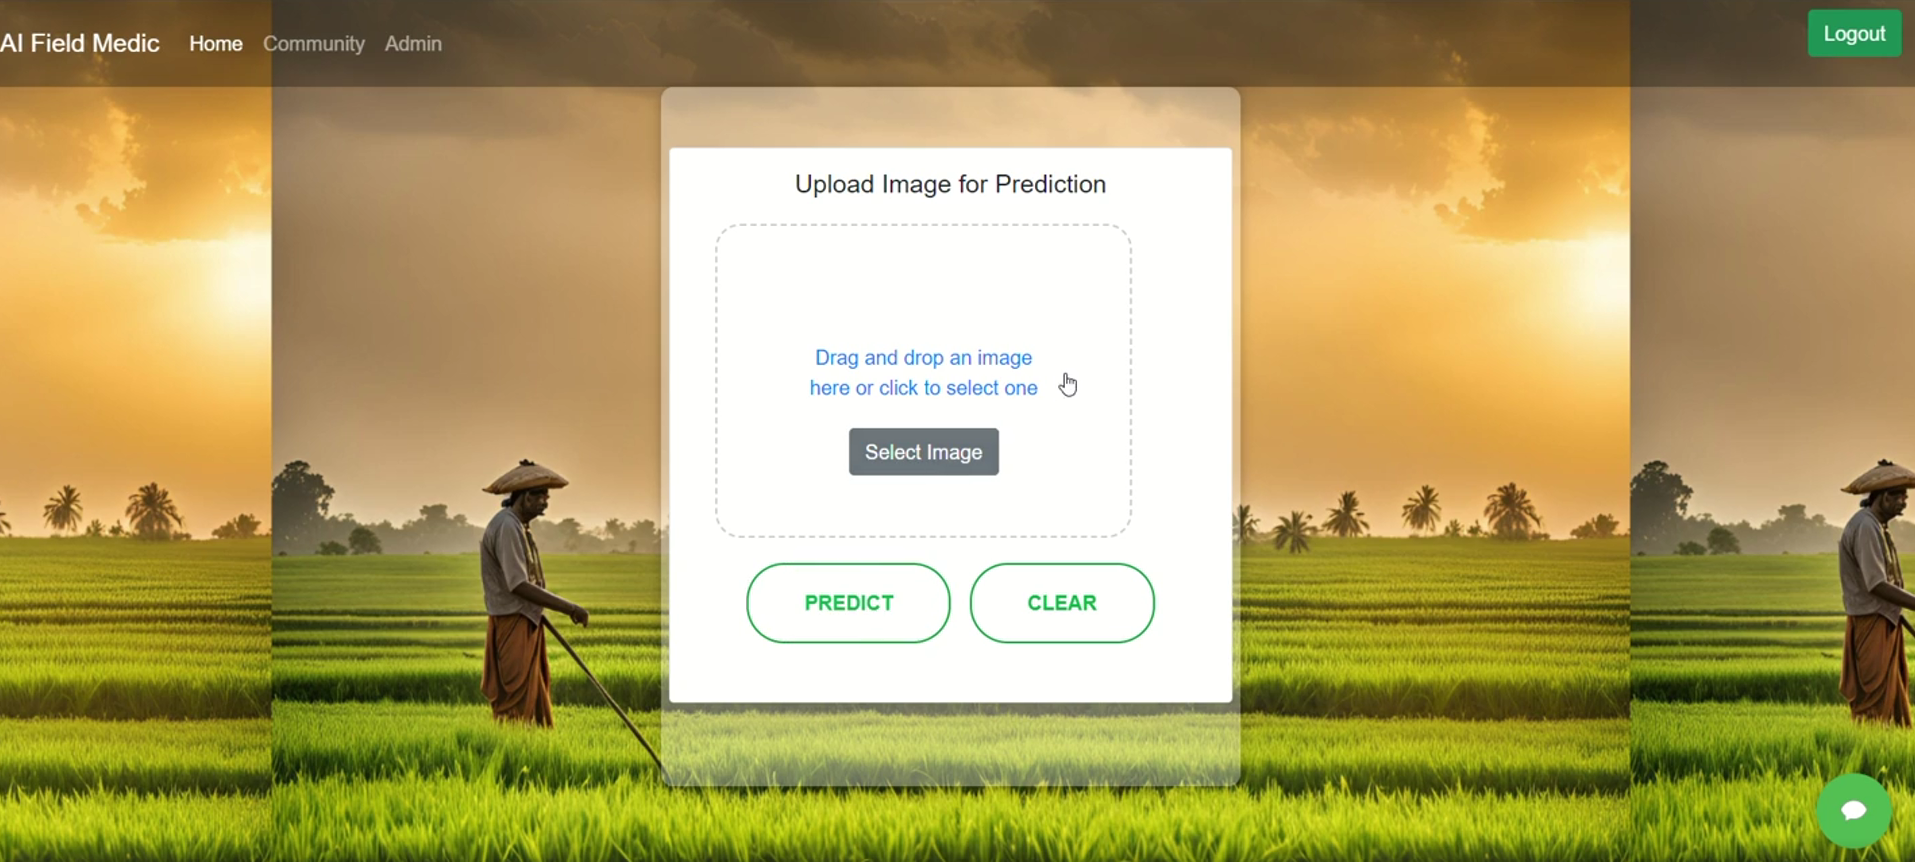 AI Field Medic Home Community Admin Logout
Upload Image for Prediction
Drag and drop an image
here or click to select one
Select Image
PREDICT CLEAR